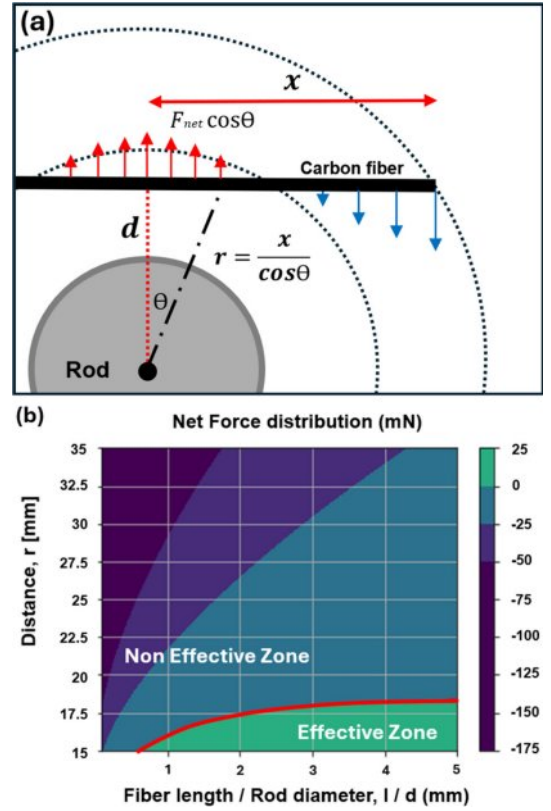 (a)
x
F_net cosΘ
Carbon fiber
d
r = x / cosΘ
Θ
Rod
(b)
Net Force distribution (mN)
35
32.5
30
27.5
25
22.5
20
17.5
15
Distance, r [mm]
Non Effective Zone
Effective Zone
1
2
3
4
5
Fiber length / Rod diameter, l / d (mm)
25
0
-25
-50
-75
-100
-150
-175